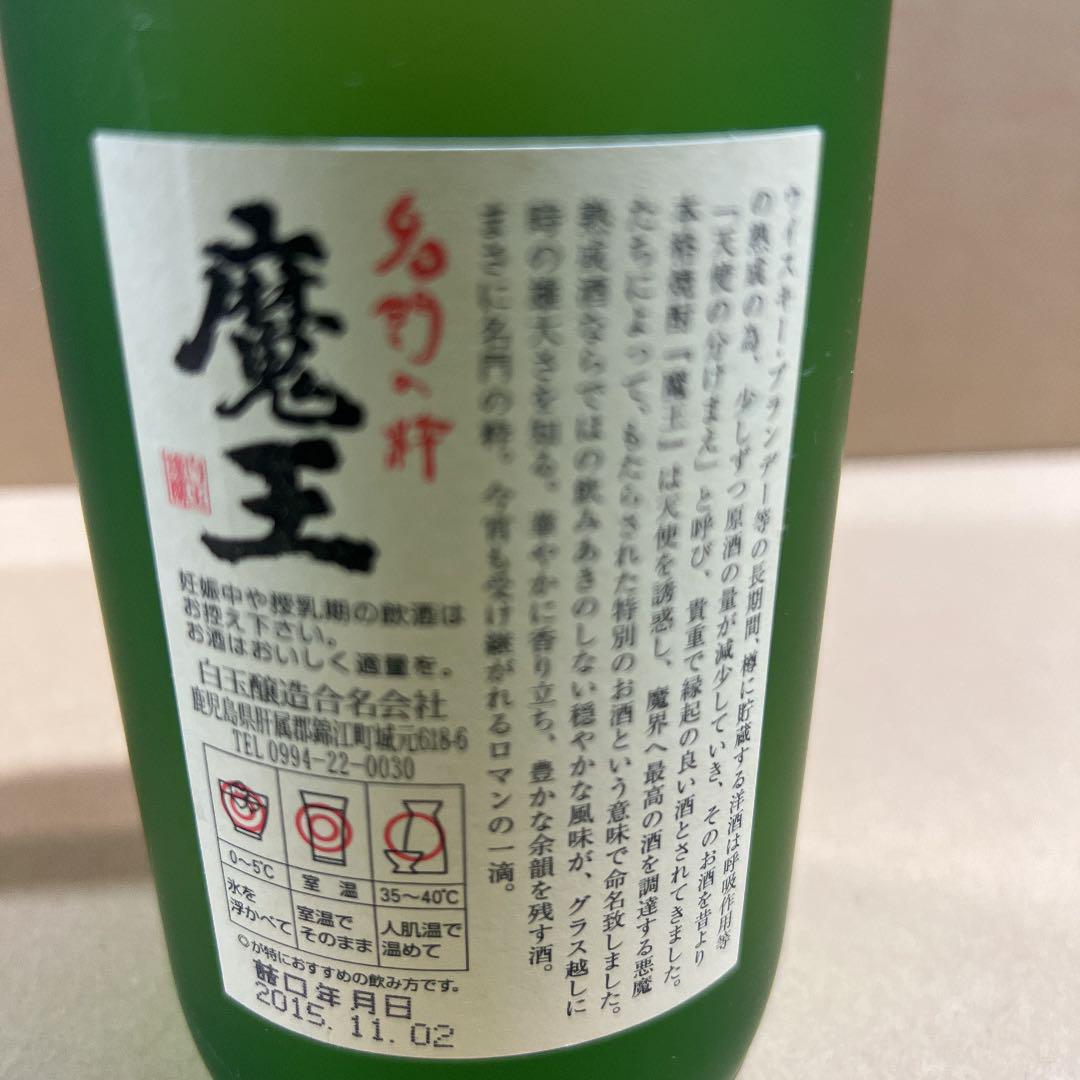 ウイスキー・ブランデー等の長期間、樽に貯蔵する洋酒は呼吸作用等
の熟成の為、少しずつ原酒の量が減少していき、そのお酒を昔より
「天使の分けまえ」と呼び、貴重で縁起の良い酒とされてきました。
本格焼酎「魔王」は天使を誘惑し、魔界へ最高の酒を調達する悪魔
たちによって、もたらされた特別のお酒という意味で命名致しました。
熟成酒ならではの飲みあきのしない穏やかな風味が、グラス越しに
時の雄大さを知る。華やかに香り立ち、豊かな余韻を残す酒。
まさに名門の粋。今宵も受け継がれるロマンの一滴。
名門の粋
魔王
妊娠中や授乳期の飲酒は
お控え下さい。
お酒はおいしく適量を。
白玉醸造合名会社
鹿児島県肝属郡錦江町城元618-6
TEL 0994-22-0030
0〜5℃
室温
35〜40℃
氷を
浮かべて
室温で
そのまま
人肌温で
温めて
◎が特におすすめの飲み方です。
詰口年月日
2015.11.02